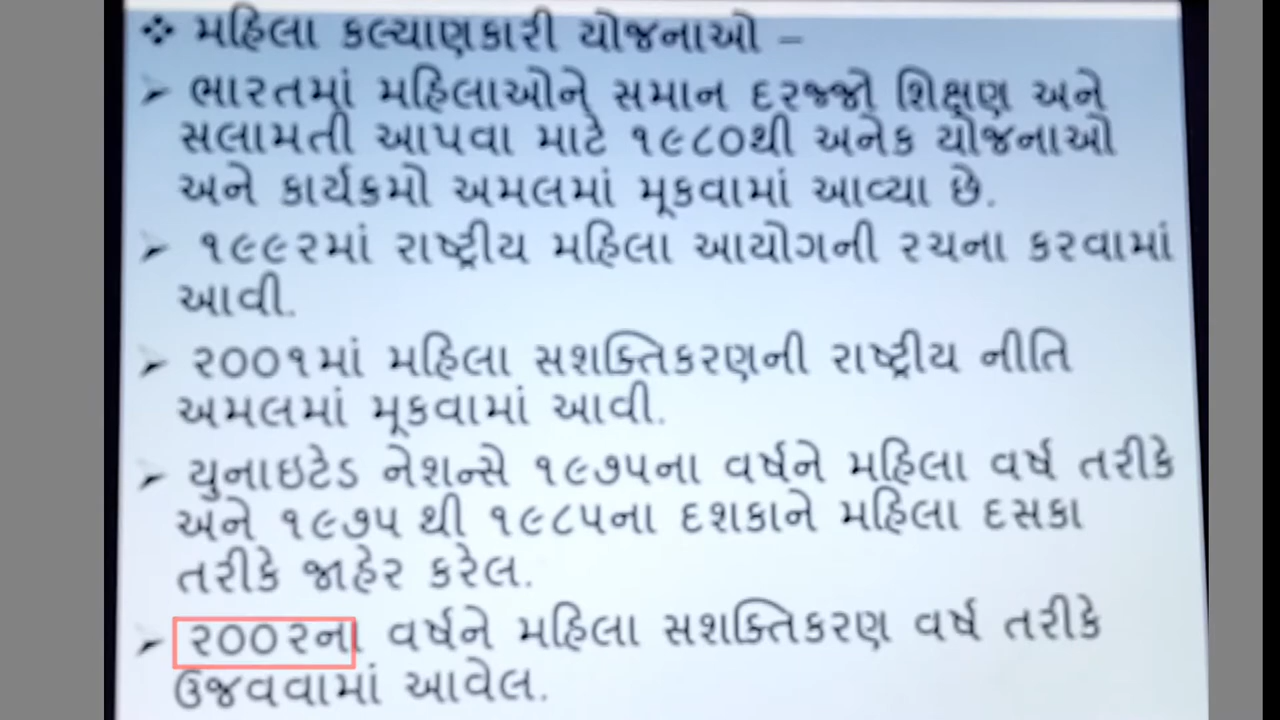 ❖ મહિલા કલ્યાણકારી યોજનાઓ –
➢ ભારતમાં મહિલાઓને સમાન દરજ્જો શિક્ષણ અને
સલામતી આપવા માટે ૧૯૮૦થી અનેક યોજનાઓ
અને કાર્યકમો અમલમાં મૂકવામાં આવ્યા છે.
➢ ૧૯૯૨માં રાષ્ટ્રીય મહિલા આયોગની રચના કરવામાં
આવી.
➢ ૨૦૦૧માં મહિલા સશક્તિકરણની રાષ્ટ્રીય નીતિ
અમલમાં મૂકવામાં આવી.
➢ યુનાઇટેડ નેશન્સે ૧૯૭૫ના વર્ષને મહિલા વર્ષ તરીકે
અને ૧૯૭૫ થી ૧૯૮૫ના દશકાને મહિલા દસકા
તરીકે જાહેર કરેલ.
➢ ૨૦૦૨ના વર્ષને મહિલા સશક્તિકરણ વર્ષ તરીકે
ઉજવવામાં આવેલ.